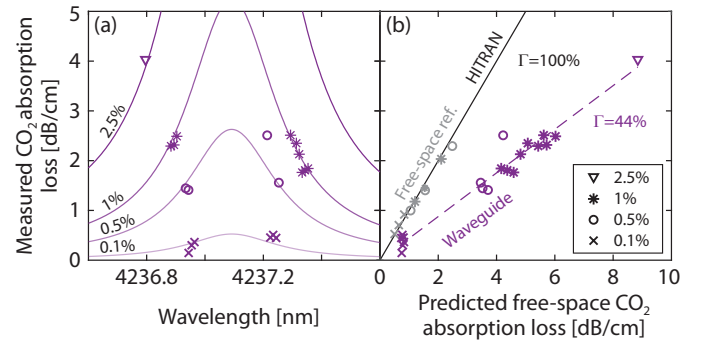 (a)
(b)
5
4
3
2
1
0
Measured CO2 absorption
loss [dB/cm]
2.5%
1%
0.5%
0.1%
4236.8
4237.2
Wavelength [nm]
HITRAN
Γ=100%
Free-space ref.
Γ=44%
Waveguide
2.5%
1%
0.5%
0.1%
0
2
4
6
8
10
Predicted free-space CO2
absorption loss [dB/cm]